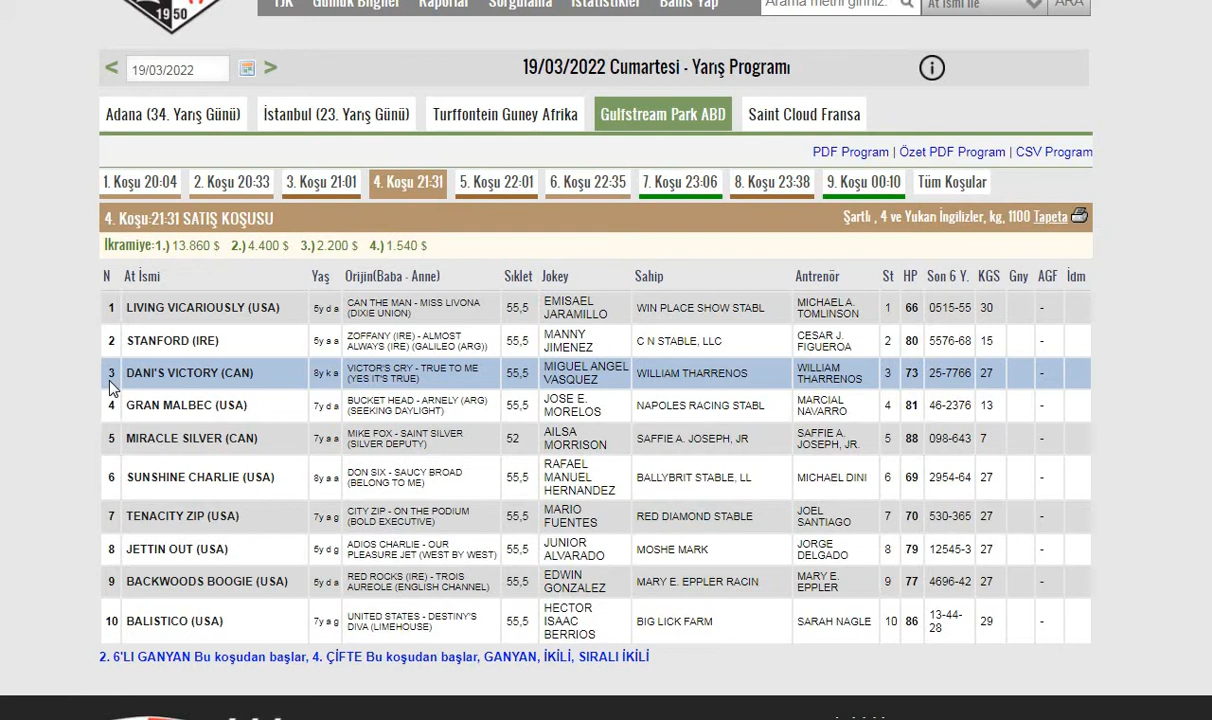 1950
TJK Günlük Bilgiler Raporlar Sorgulama İstatistikler Bahis Yap
Arama metni giriniz. At İsmi ile ARA
< 19/03/2022 > 19/03/2022 Cumartesi - Yarış Programı
Adana (34. Yarış Günü) İstanbul (23. Yarış Günü) Turffontein Guney Afrika Gulfstream Park ABD Saint Cloud Fransa
PDF Program | Özet PDF Program | CSV Program
1. Koşu 20:04 2. Koşu 20:33 3. Koşu 21:01 4. Koşu 21:31 5. Koşu 22:01 6. Koşu 22:35 7. Koşu 23:06 8. Koşu 23:38 9. Koşu 00:10 Tüm Koşular
4. Koşu:21:31 SATIŞ KOŞUSU Şartlı , 4 ve Yukarı İngilizler, kg, 1100 Tapeta
İkramiye:1.) 13.860 $ 2.) 4.400 $ 3.) 2.200 $ 4.) 1.540 $
N At İsmi Yaş Orijin(Baba - Anne) Sıklet Jokey Sahip Antrenör St HP Son 6 Y. KGS Gny AGF İdm
1 LIVING VICARIOUSLY (USA) 5y d a CAN THE MAN - MISS LIVONA (DIXIE UNION) 55,5 EMISAEL JARAMILLO WIN PLACE SHOW STABL MICHAEL A. TOMLINSON 1 66 0515-55 30 -
2 STANFORD (IRE) 5y a a ZOFFANY (IRE) - ALMOST ALWAYS (IRE) (GALILEO (ARG)) 55,5 MANNY JIMENEZ C N STABLE, LLC CESAR J. FIGUEROA 2 80 5576-68 15 -
3 DANI'S VICTORY (CAN) 8y k a VICTOR'S CRY - TRUE TO ME (YES IT'S TRUE) 55,5 MIGUEL ANGEL VASQUEZ WILLIAM THARRENOS WILLIAM THARRENOS 3 73 25-7766 27 -
4 GRAN MALBEC (USA) 7y d a BUCKET HEAD - ARNELY (ARG) (SEEKING DAYLIGHT) 55,5 JOSE E. MORELOS NAPOLES RACING STABL MARCIAL NAVARRO 4 81 46-2376 13 -
5 MIRACLE SILVER (CAN) 7y a a MIKE FOX - SAINT SILVER (SILVER DEPUTY) 52 AILSA MORRISON SAFFIE A. JOSEPH, JR SAFFIE A. JOSEPH, JR. 5 88 098-643 7 -
6 SUNSHINE CHARLIE (USA) 8y a a DON SIX - SAUCY BROAD (BELONG TO ME) 55,5 RAFAEL MANUEL HERNANDEZ BALLYBRIT STABLE, LL MICHAEL DINI 6 69 2954-64 27 -
7 TENACITY ZIP (USA) 7y a g CITY ZIP - ON THE PODIUM (BOLD EXECUTIVE) 55,5 MARIO FUENTES RED DIAMOND STABLE JOEL SANTIAGO 7 70 530-365 27 -
8 JETTIN OUT (USA) 5y d g ADIOS CHARLIE - OUR PLEASURE JET (WEST BY WEST) 55,5 JUNIOR ALVARADO MOSHE MARK JORGE DELGADO 8 79 12545-3 27 -
9 BACKWOODS BOOGIE (USA) 5y d a RED ROCKS (IRE) - TROIS AUREOLE (ENGLISH CHANNEL) 55,5 EDWIN GONZALEZ MARY E. EPPLER RACIN MARY E. EPPLER 9 77 4696-42 27 -
10 BALISTICO (USA) 7y a g UNITED STATES - DESTINY'S DIVA (LIMEHOUSE) 55,5 HECTOR ISAAC BERRIOS BIG LICK FARM SARAH NAGLE 10 86 13-44-28 29 -
2. 6'LI GANYAN Bu koşudan başlar, 4. ÇİFTE Bu koşudan başlar, GANYAN, İKİLİ, SIRALI İKİLİ